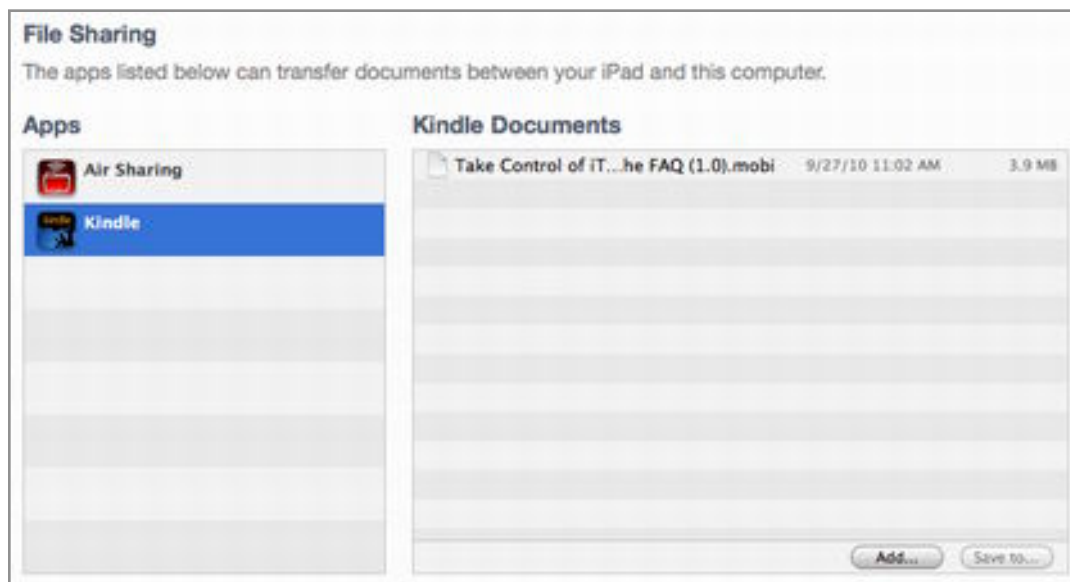 File Sharing
The apps listed below can transfer documents between your iPad and this computer.
Apps
Kindle Documents
Air Sharing
Kindle
Take Control of iT...he FAQ (1.0).mobi 9/27/10 11:02 AM 3.9 MB
Add...
Save to...